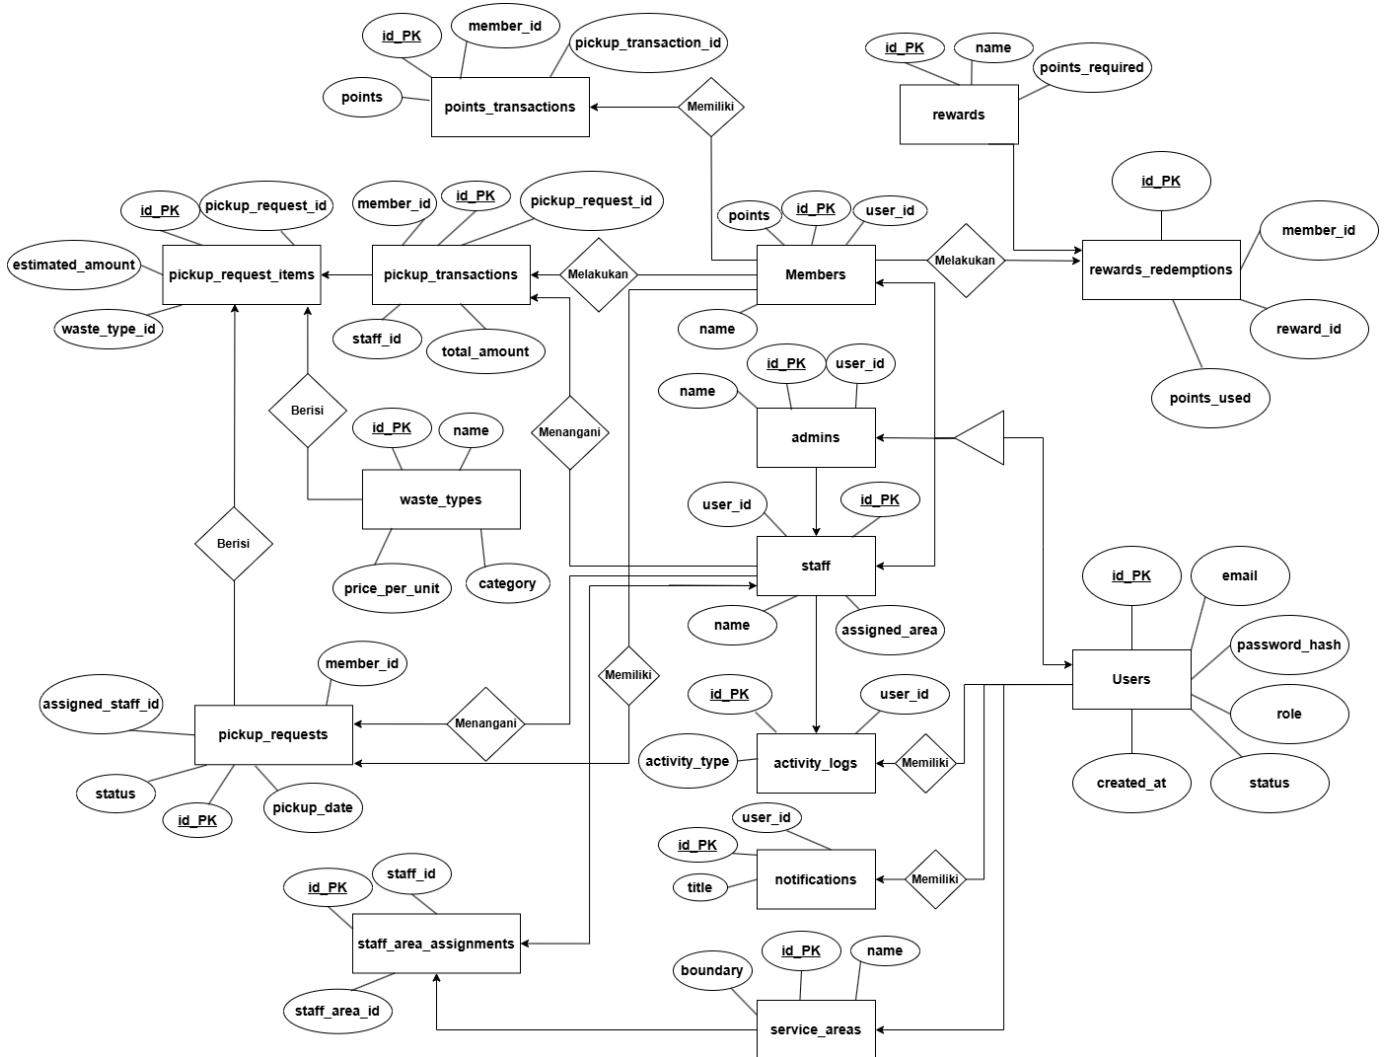 id_PK
member_id
pickup_transaction_id
points
points_transactions
Memiliki
id_PK
name
points_required
rewards
id_PK
member_id
rewards_redemptions
reward_id
points_used
id_PK
pickup_request_id
estimated_amount
pickup_request_items
waste_type_id
member_id
id_PK
pickup_request_id
pickup_transactions
staff_id
total_amount
Melakukan
points
id_PK
user_id
Members
name
Melakukan
id_PK
user_id
name
admins
Berisi
id_PK
name
waste_types
price_per_unit
category
Menangani
user_id
id_PK
staff
name
assigned_area
Berisi
id_PK
email
password_hash
Users
role
created_at
status
member_id
assigned_staff_id
pickup_requests
status
id_PK
pickup_date
Menangani
Memiliki
id_PK
user_id
activity_type
activity_logs
Memiliki
user_id
id_PK
title
notifications
Memiliki
id_PK
staff_id
staff_area_assignments
staff_area_id
boundary
id_PK
name
service_areas